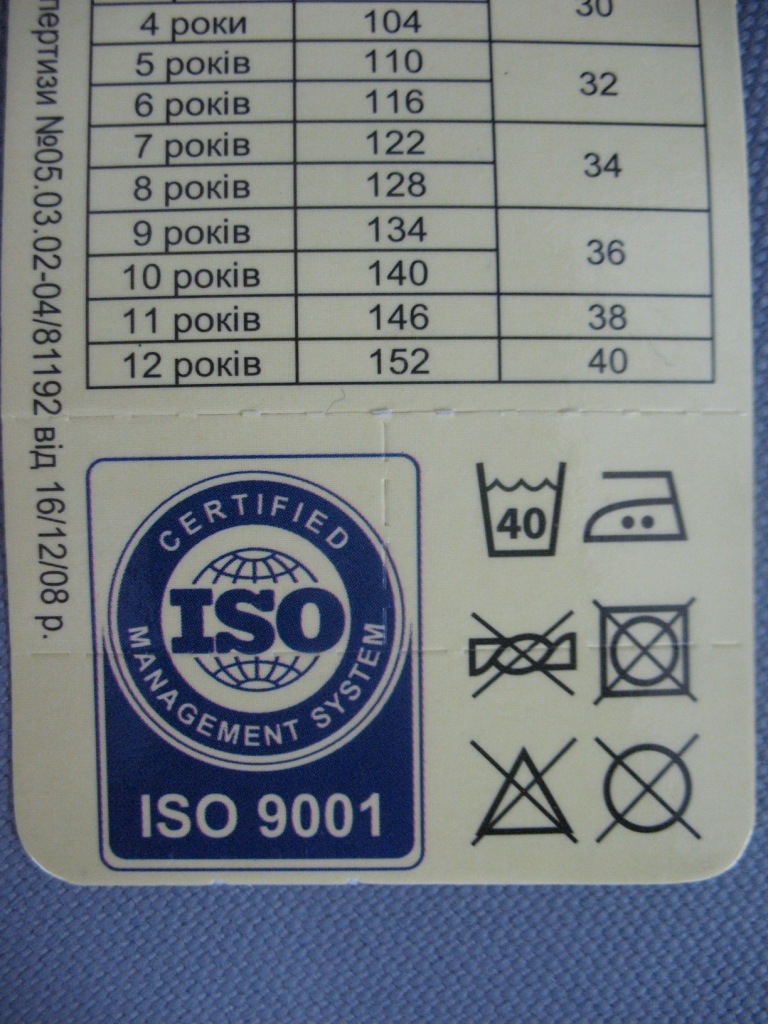 30
4 роки 104
5 років 110
32
6 років 116
7 років 122
34
8 років 128
9 років 134
36
10 років 140
11 років 146 38
12 років 152 40
пертизи №05.03.02-04/81192 від 16/12/08 р.
CERTIFIED
ISO
MANAGEMENT SYSTEM
ISO 9001
40